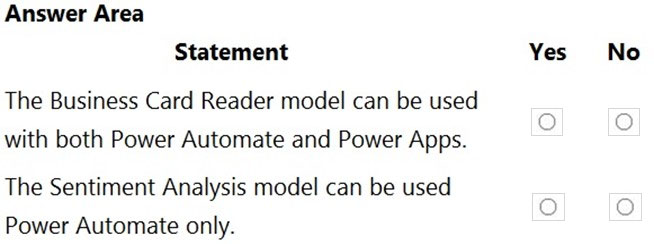 Answer Area
Statement Yes No
The Business Card Reader model can be used
with both Power Automate and Power Apps.
The Sentiment Analysis model can be used
Power Automate only.